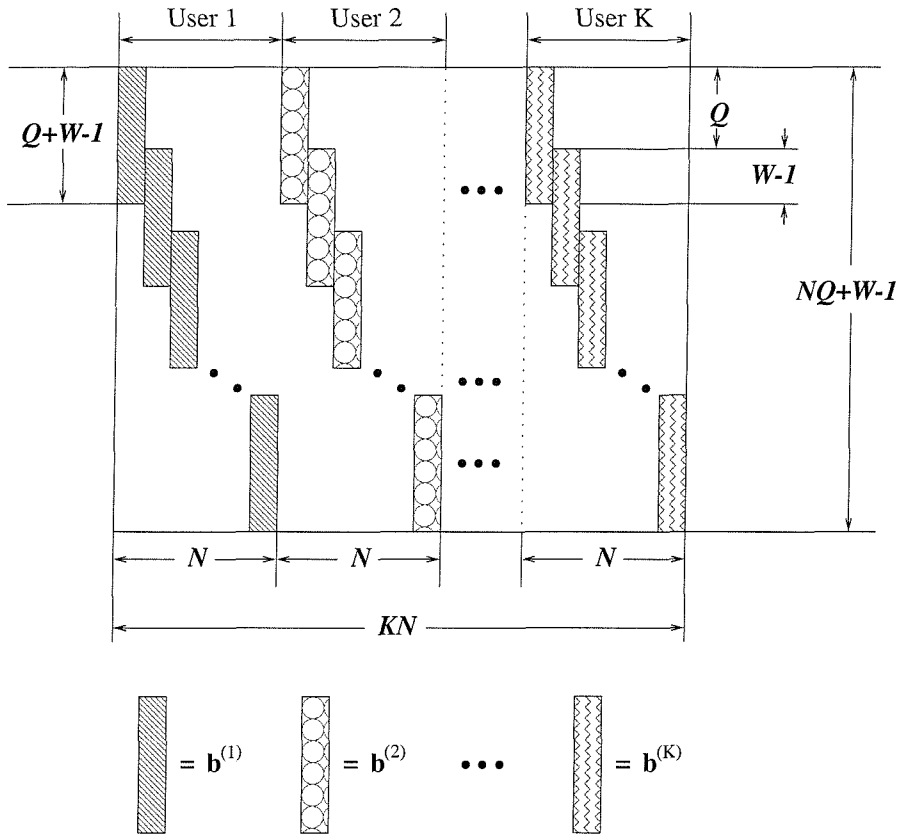 User 1 User 2 User K
Q+W-1
Q
W-1
NQ+W-1
N N N
KN
= b(1) = b(2) = b(K)